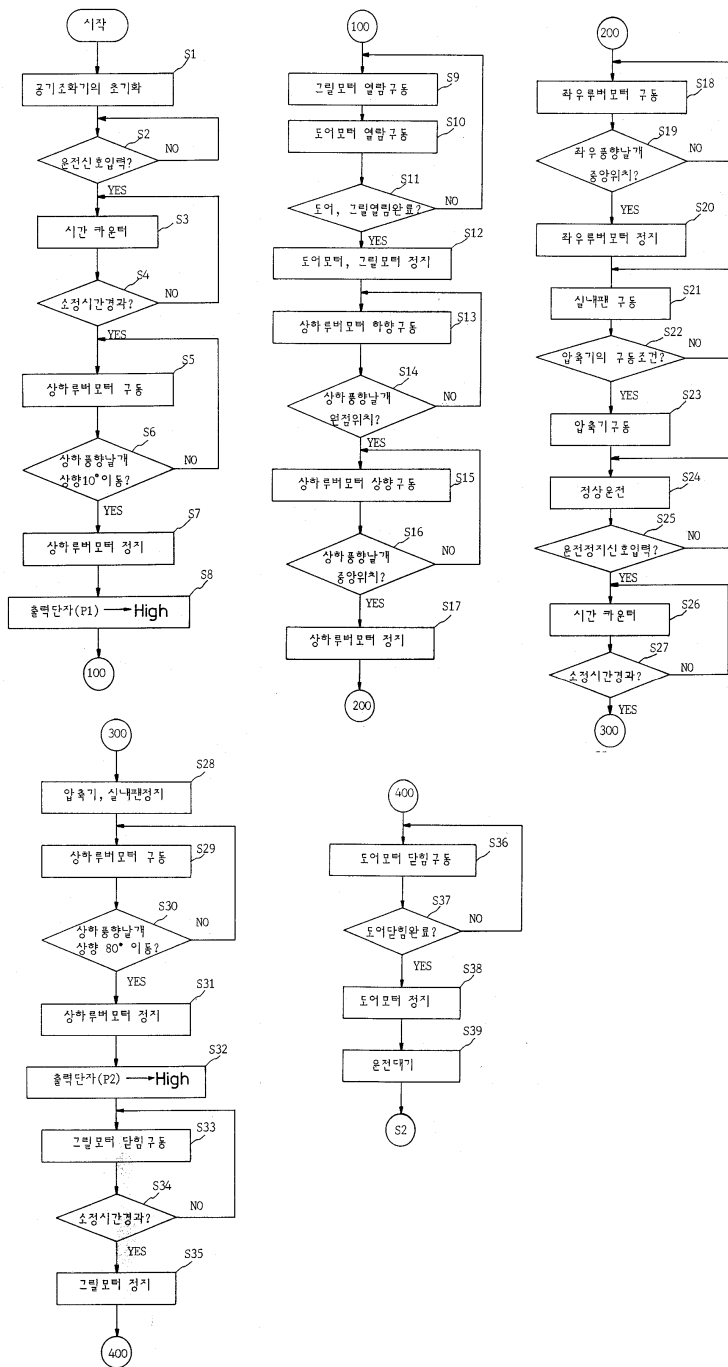 시작
S1
공기조화기의 초기화
S2
운전신호입력?
NO
YES
S3
시간 카운터
S4
소정시간경과?
NO
YES
S5
상하루버모터 구동
S6
상하풍향날개
상향10°이동?
NO
YES
S7
상하루버모터 정지
S8
출력단자(P1) → High
100
100
S9
그릴모터 열람구동
S10
도어모터 열람구동
S11
도어, 그릴열림완료?
NO
YES
S12
도어모터, 그릴모터 정지
S13
상하루버모터 하향구동
S14
상하풍향날개
원점위치?
NO
YES
S15
상하루버모터 상향구동
S16
상하풍향날개
중앙위치?
NO
YES
S17
상하루버모터 정지
200
200
S18
좌우루버모터 구동
S19
좌우풍향날개
중앙위치?
NO
YES
S20
좌우루버모터 정지
S21
실내팬 구동
S22
압축기의 구동조건?
NO
YES
S23
압축기구동
S24
정상운전
S25
운전정지신호입력?
NO
YES
S26
시간 카운터
S27
소정시간경과?
NO
YES
300
300
S28
압축기, 실내팬정지
S29
상하루버모터 구동
S30
상하풍향날개
상향 80° 이동?
NO
YES
S31
상하루버모터 정지
S32
출력단자(P2) → High
S33
그릴모터 닫힘구동
S34
소정시간경과?
NO
YES
S35
그릴모터 정지
400
400
S36
도어모터 닫힘구동
S37
도어닫힘완료?
NO
YES
S38
도어모터 정지
S39
운전대기
S2